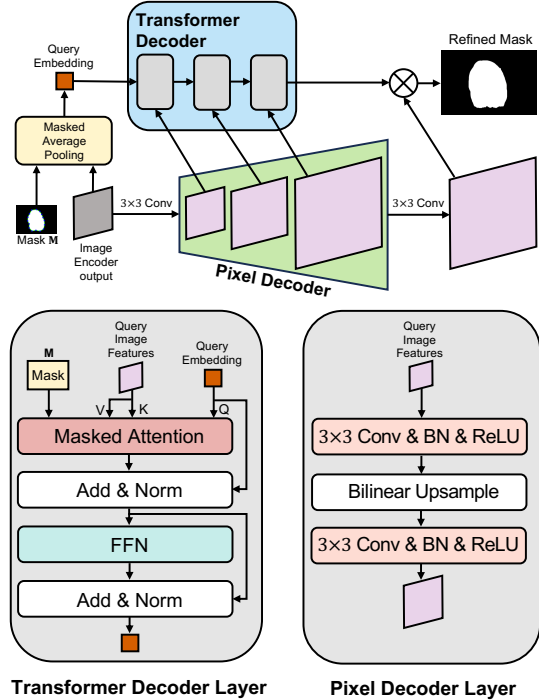 Transformer
Decoder
Query
Embedding
Refined Mask
Masked
Average
Pooling
3×3 Conv
3×3 Conv
Mask M
Image
Encoder
output
Pixel Decoder
M
Mask
Query
Image
Features
Query
Embedding
V
K
Q
Masked Attention
Add & Norm
FFN
Add & Norm
Transformer Decoder Layer
Query
Image
Features
3×3 Conv & BN & ReLU
Bilinear Upsample
3×3 Conv & BN & ReLU
Pixel Decoder Layer